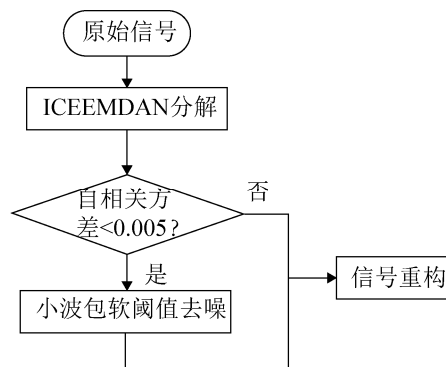 原始信号
ICEEMDAN分解
自相关方
差<0.005?
否
是
信号重构
小波包软阈值去噪